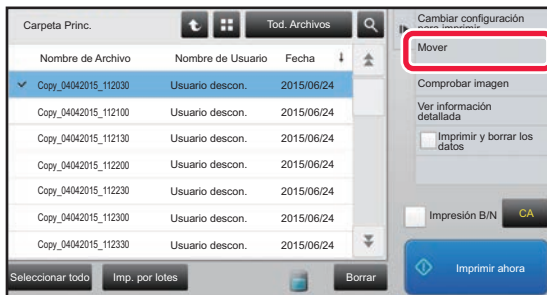 Carpeta Princ.
Tod. Archivos
Nombre de Archivo
Nombre de Usuario
Fecha
Copy_04042015_112030
Usuario descon.
2015/06/24
Copy_04042015_112100
Usuario descon.
2015/06/24
Copy_04042015_112130
Usuario descon.
2015/06/24
Copy_04042015_112200
Usuario descon.
2015/06/24
Copy_04042015_112230
Usuario descon.
2015/06/24
Copy_04042015_112300
Usuario descon.
2015/06/24
Copy_04042015_112330
Usuario descon.
2015/06/24
Seleccionar todo
Imp. por lotes
Borrar
Cambiar configuración
para imprimir
Mover
Comprobar imagen
Ver información
detallada
Imprimir y borrar los
datos
Impresión B/N
CA
Imprimir ahora